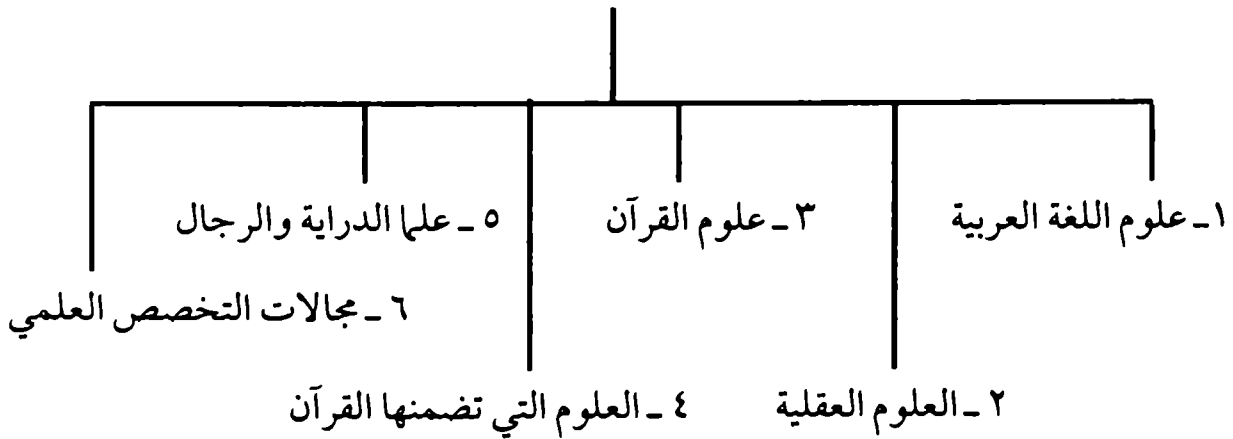 ١ـ علوم اللغة العربية
٢ ـ العلوم العقلية
٣ ـ علوم القرآن
٤ ـ العلوم التي تضمنها القرآن
٥ ـ علما الدراية والرجال
٦ ـ مجالات التخصص العلمي